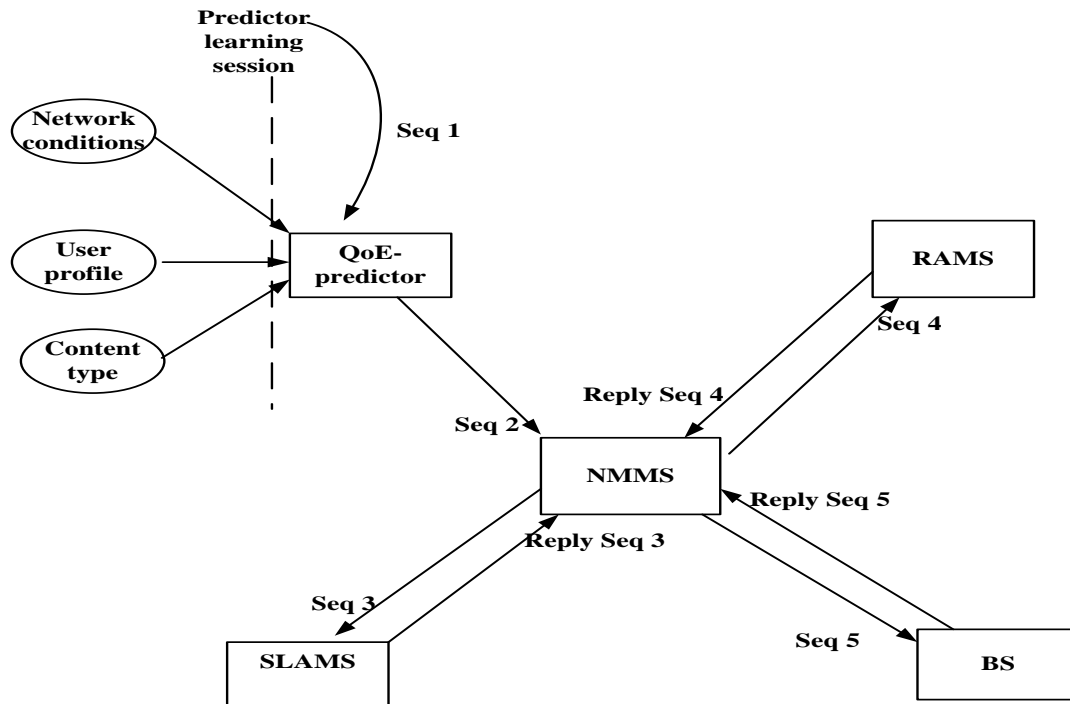 Predictor
learning
session
Network
conditions
Seq 1
User
profile
QoE-
predictor
RAMS
Content
type
Seq 4
Reply Seq 4
Seq 2
NMMS
Reply Seq 5
Reply Seq 3
Seq 3
Seq 5
SLAMS
BS